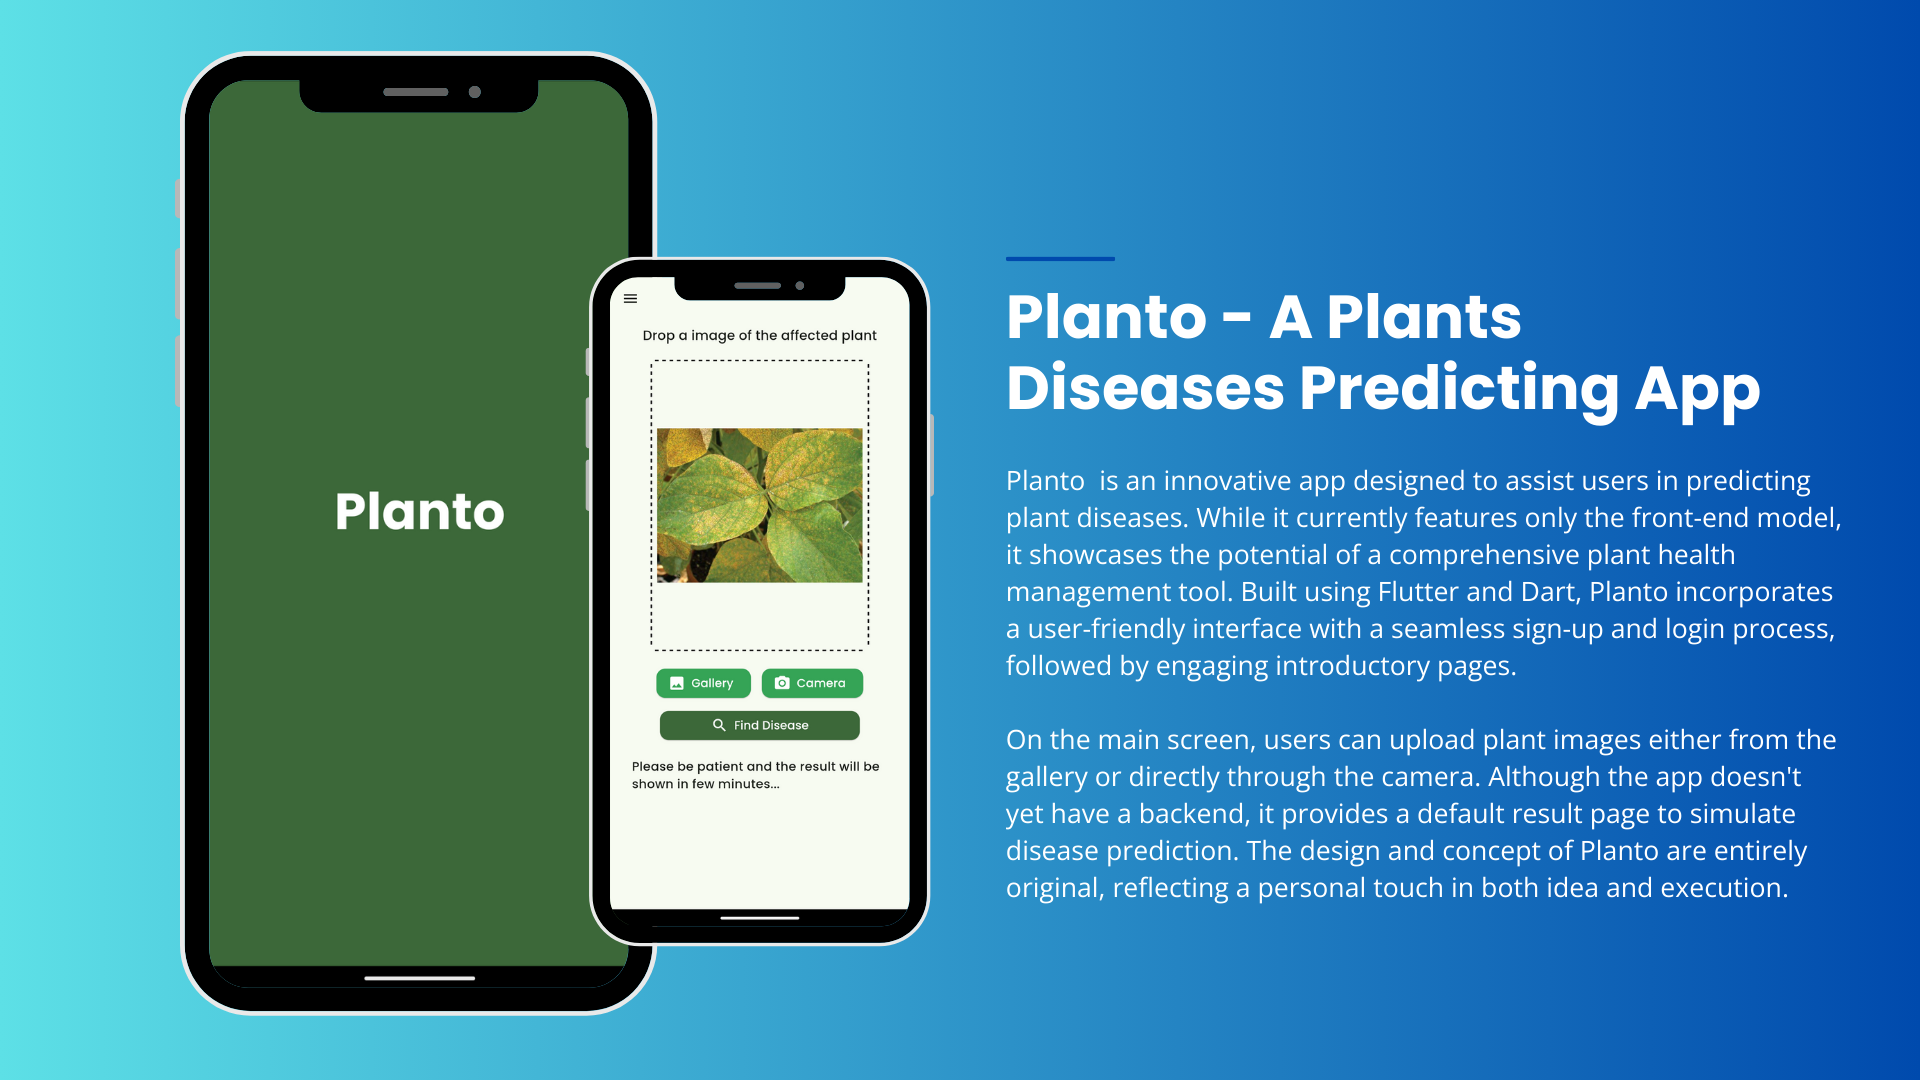 Planto
Drop a image of the affected plant
Gallery
Camera
Find Disease
Please be patient and the result will be
shown in few minutes...
Planto - A Plants
Diseases Predicting App
Planto  is an innovative app designed to assist users in predicting
plant diseases. While it currently features only the front-end model,
it showcases the potential of a comprehensive plant health
management tool. Built using Flutter and Dart, Planto incorporates
a user-friendly interface with a seamless sign-up and login process,
followed by engaging introductory pages.
On the main screen, users can upload plant images either from the
gallery or directly through the camera. Although the app doesn't
yet have a backend, it provides a default result page to simulate
disease prediction. The design and concept of Planto are entirely
original, reflecting a personal touch in both idea and execution.